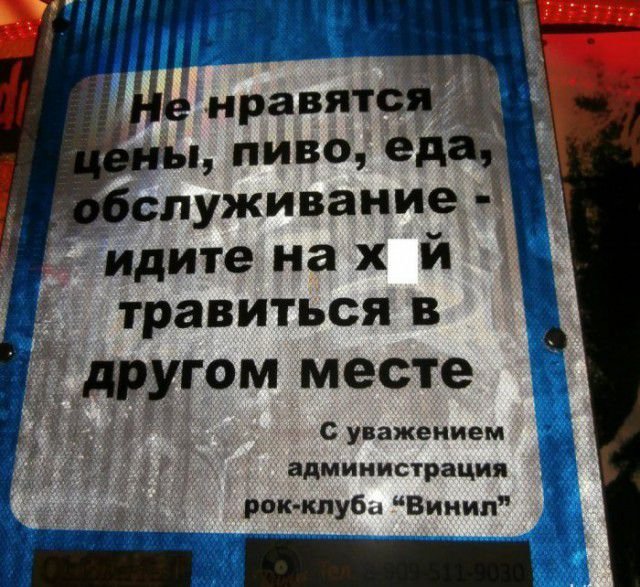 Не нравятся
цены, пиво, еда,
обслуживание -
идите на х й
травиться в
другом месте
С уважением
администрация
рок-клуба "Винил"